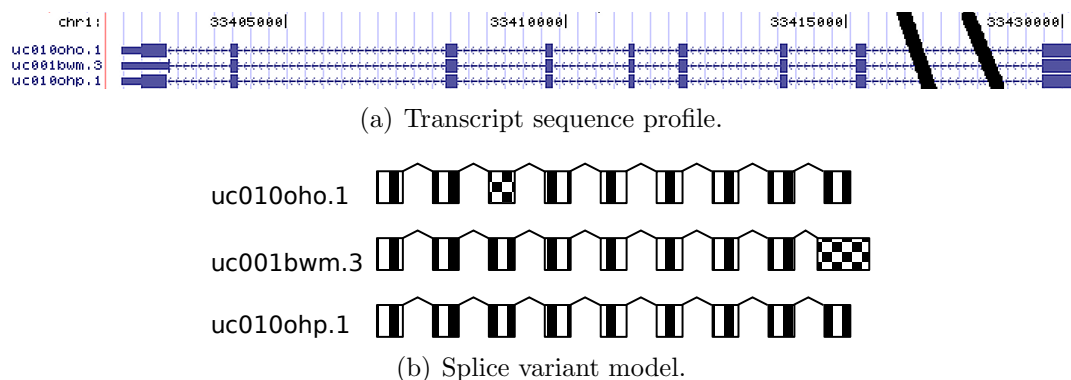 chr1: 33405000| 33410000| 33415000| 33430000|
uc010oho.1
uc001bwm.3
uc010ohp.1
(a) Transcript sequence profile.
uc010oho.1
uc001bwm.3
uc010ohp.1
(b) Splice variant model.